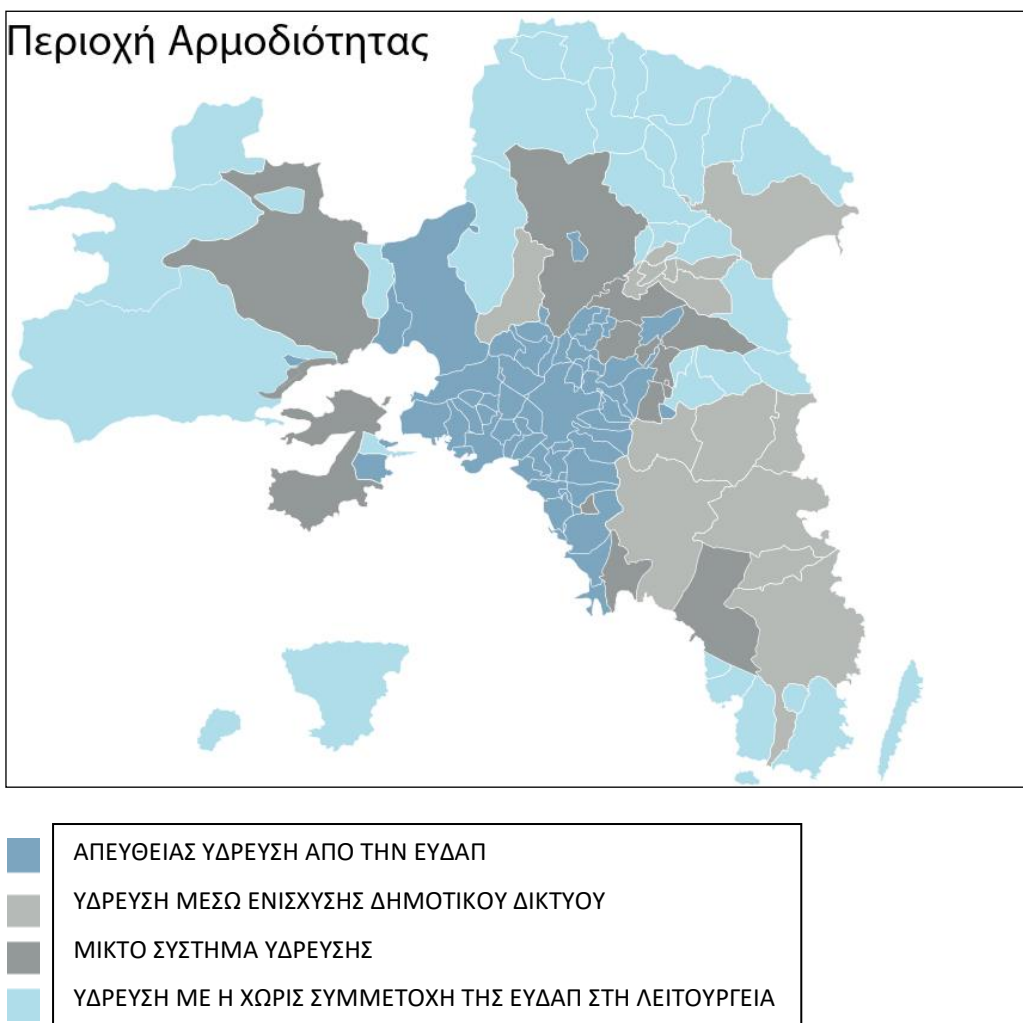 Περιοχή Αρμοδιότητας
ΑΠΕΥΘΕΙΑΣ ΥΔΡΕΥΣΗ ΑΠΟ ΤΗΝ ΕΥΔΑΠ
ΥΔΡΕΥΣΗ ΜΕΣΩ ΕΝΙΣΧΥΣΗΣ ΔΗΜΟΤΙΚΟΥ ΔΙΚΤΥΟΥ
ΜΙΚΤΟ ΣΥΣΤΗΜΑ ΥΔΡΕΥΣΗΣ
ΥΔΡΕΥΣΗ ΜΕ Η ΧΩΡΙΣ ΣΥΜΜΕΤΟΧΗ ΤΗΣ ΕΥΔΑΠ ΣΤΗ ΛΕΙΤΟΥΡΓΕΙΑ